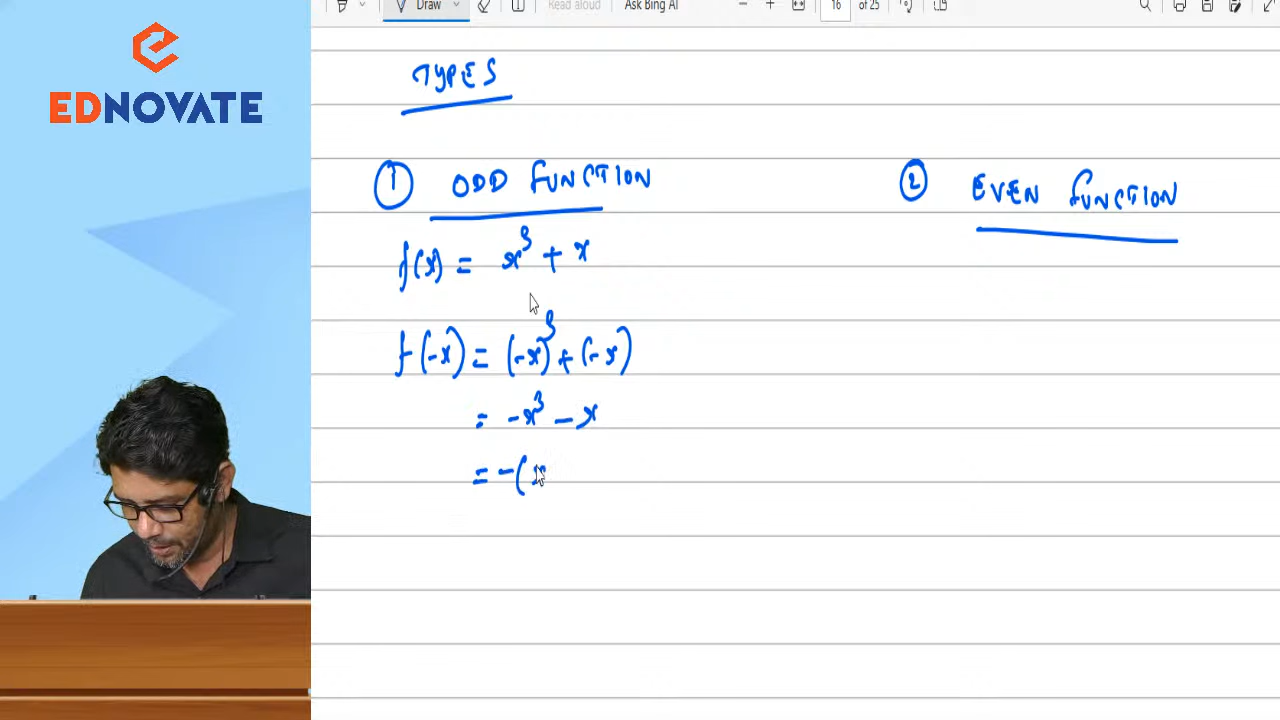 Draw
Read aloud
Ask Bing AI
16
of 25
EDNOVATE
TYPES
① ODD FUNCTION
f(x) = x³ + x
f(-x) = (-x)³ + (-x)
= -x³ - x
= -(x
② EVEN FUNCTION